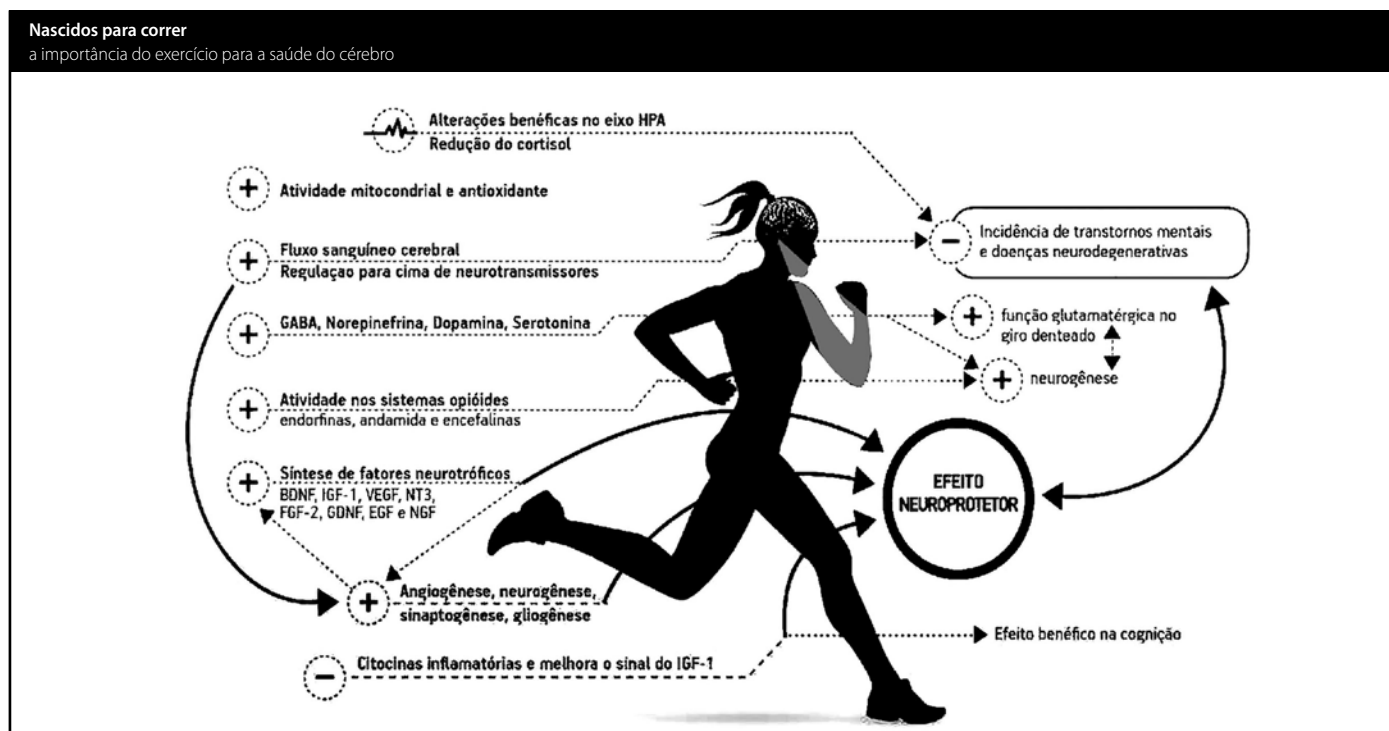 Nascidos para correr
a importância do exercício para a saúde do cérebro
Alterações benéficas no eixo HPA
Redução do cortisol
Atividade mitocondrial e antioxidante
Fluxo sanguíneo cerebral
Regulaçao para cima de neurotransmissores
GABA, Norepinefrina, Dopamina, Serotonina
Atividade nos sistemas opióides
endorfinas, andamida e encefalinas
Síntese de fatores neurotróficos
BDNF, IGF-1, VEGF, NT3,
FGF-2, GDNF, EGF e NGF
Angiogênese, neurogênese,
sinaptogênese, gliogênese
Citocinas inflamatórias e melhora o sinal do IGF-1
Incidência de transtornos mentais
e doenças neurodegenerativas
função glutamatérgica no
giro denteado
neurogênese
EFEITO
NEUROPROTETOR
Efeito benéfico na cognição